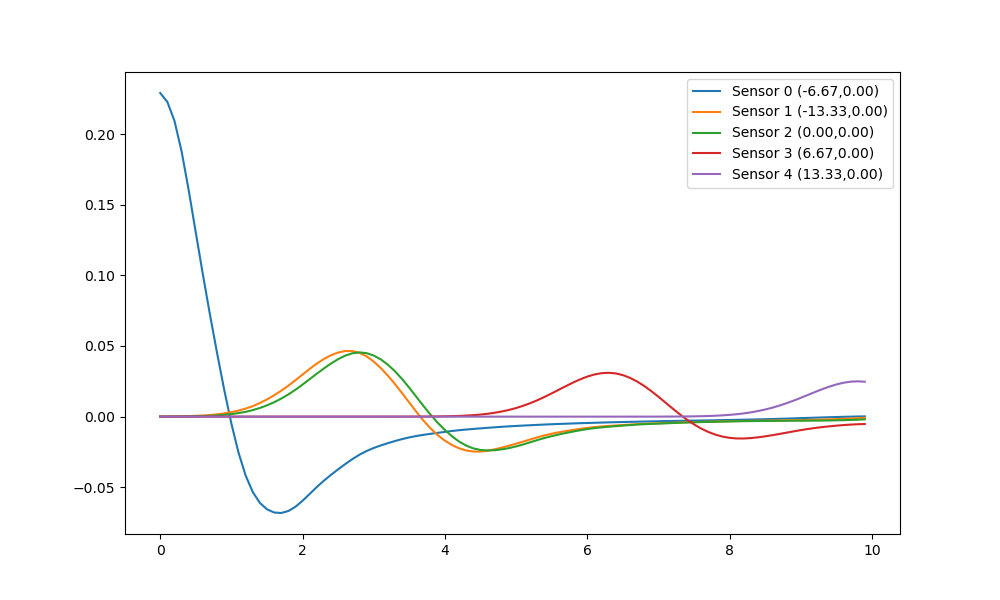 Sensor 0 (-6.67,0.00)
Sensor 1 (-13.33,0.00)
Sensor 2 (0.00,0.00)
Sensor 3 (6.67,0.00)
Sensor 4 (13.33,0.00)
0.20
0.15
0.10
0.05
0.00
−0.05
0 2 4 6 8 10